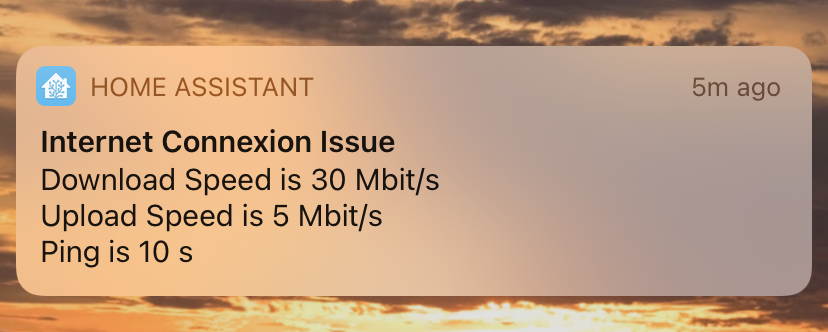 HOME ASSISTANT 5m ago
Internet Connexion Issue
Download Speed is 30 Mbit/s
Upload Speed is 5 Mbit/s
Ping is 10 s